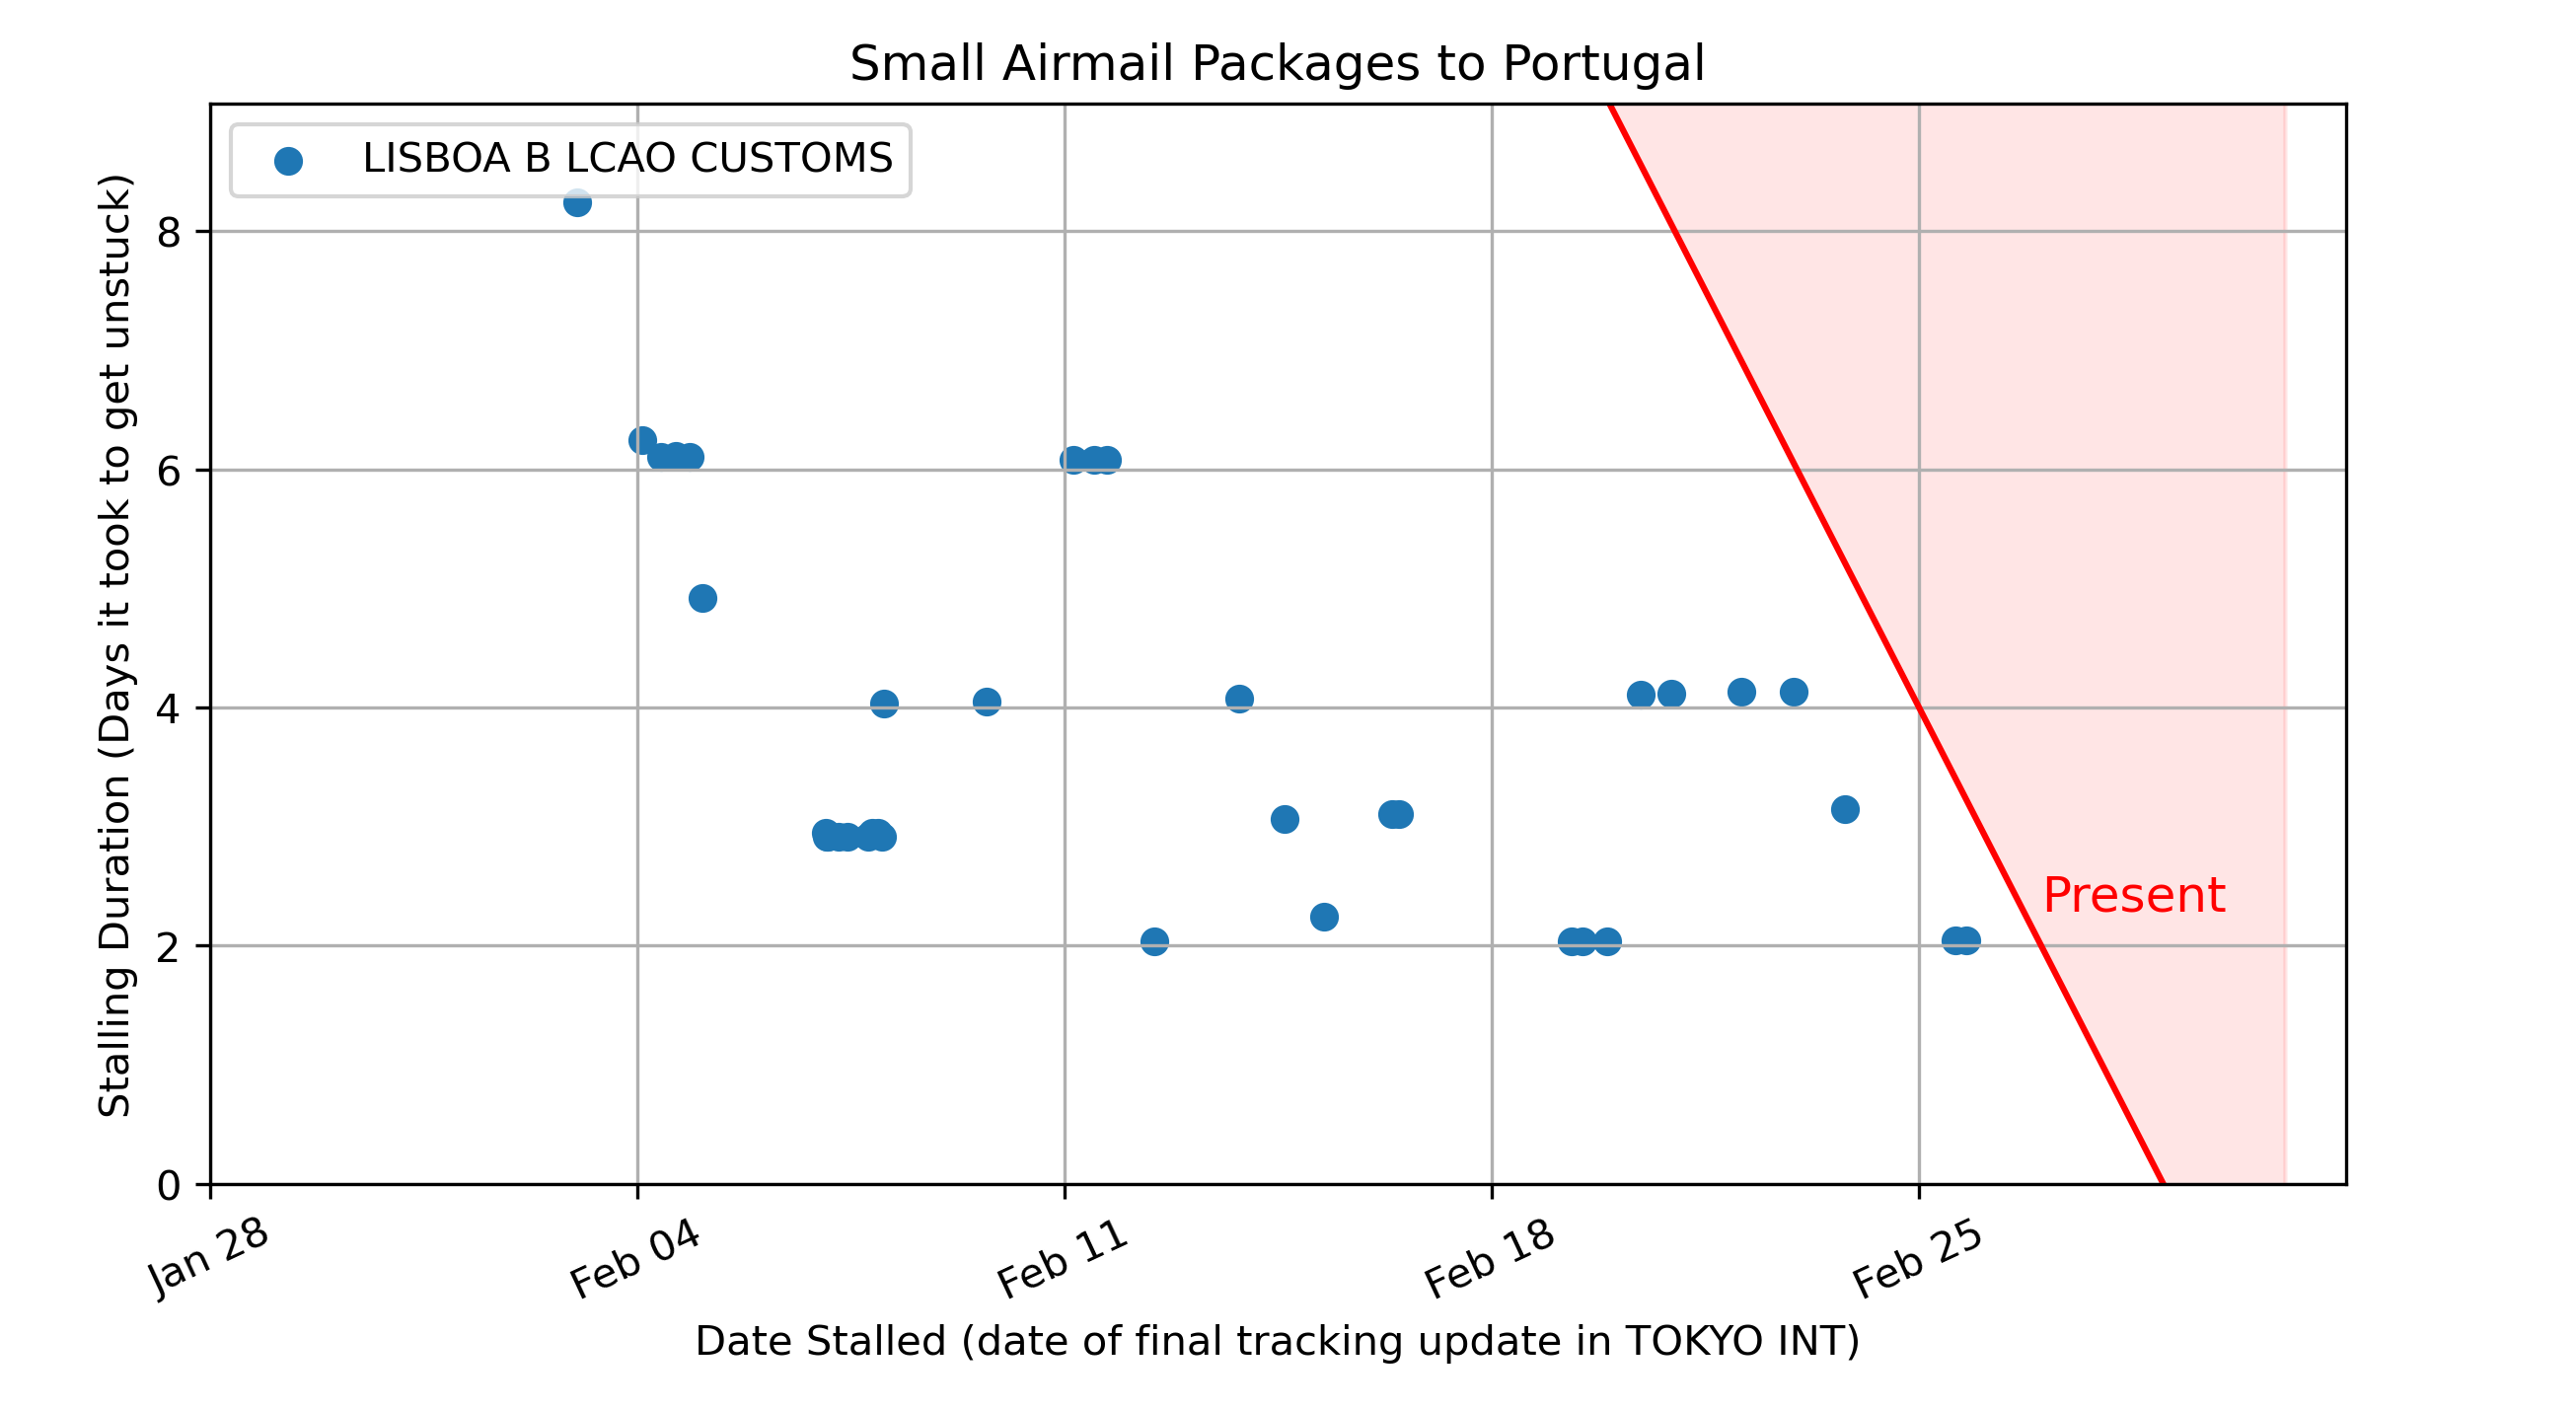 Small Airmail Packages to Portugal
LISBOA B LCAO CUSTOMS
Stalling Duration (Days it took to get unstuck)
8
6
4
2
0
Present
Jan 28
Feb 04
Feb 11
Feb 18
Feb 25
Date Stalled (date of final tracking update in TOKYO INT)